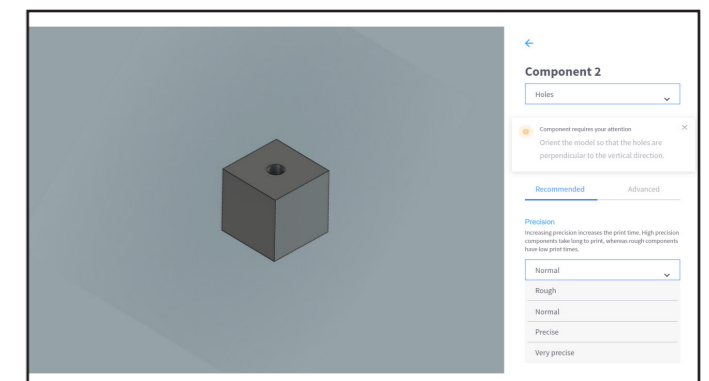 Component 2
Holes
Component requires your attention
Orient the model so that the holes are
perpendicular to the vertical direction.
Recommended Advanced
Precision
Increasing precision increases the print time. High precision
components take long to print, whereas rough components
have low print times.
Normal
Rough
Normal
Precise
Very precise